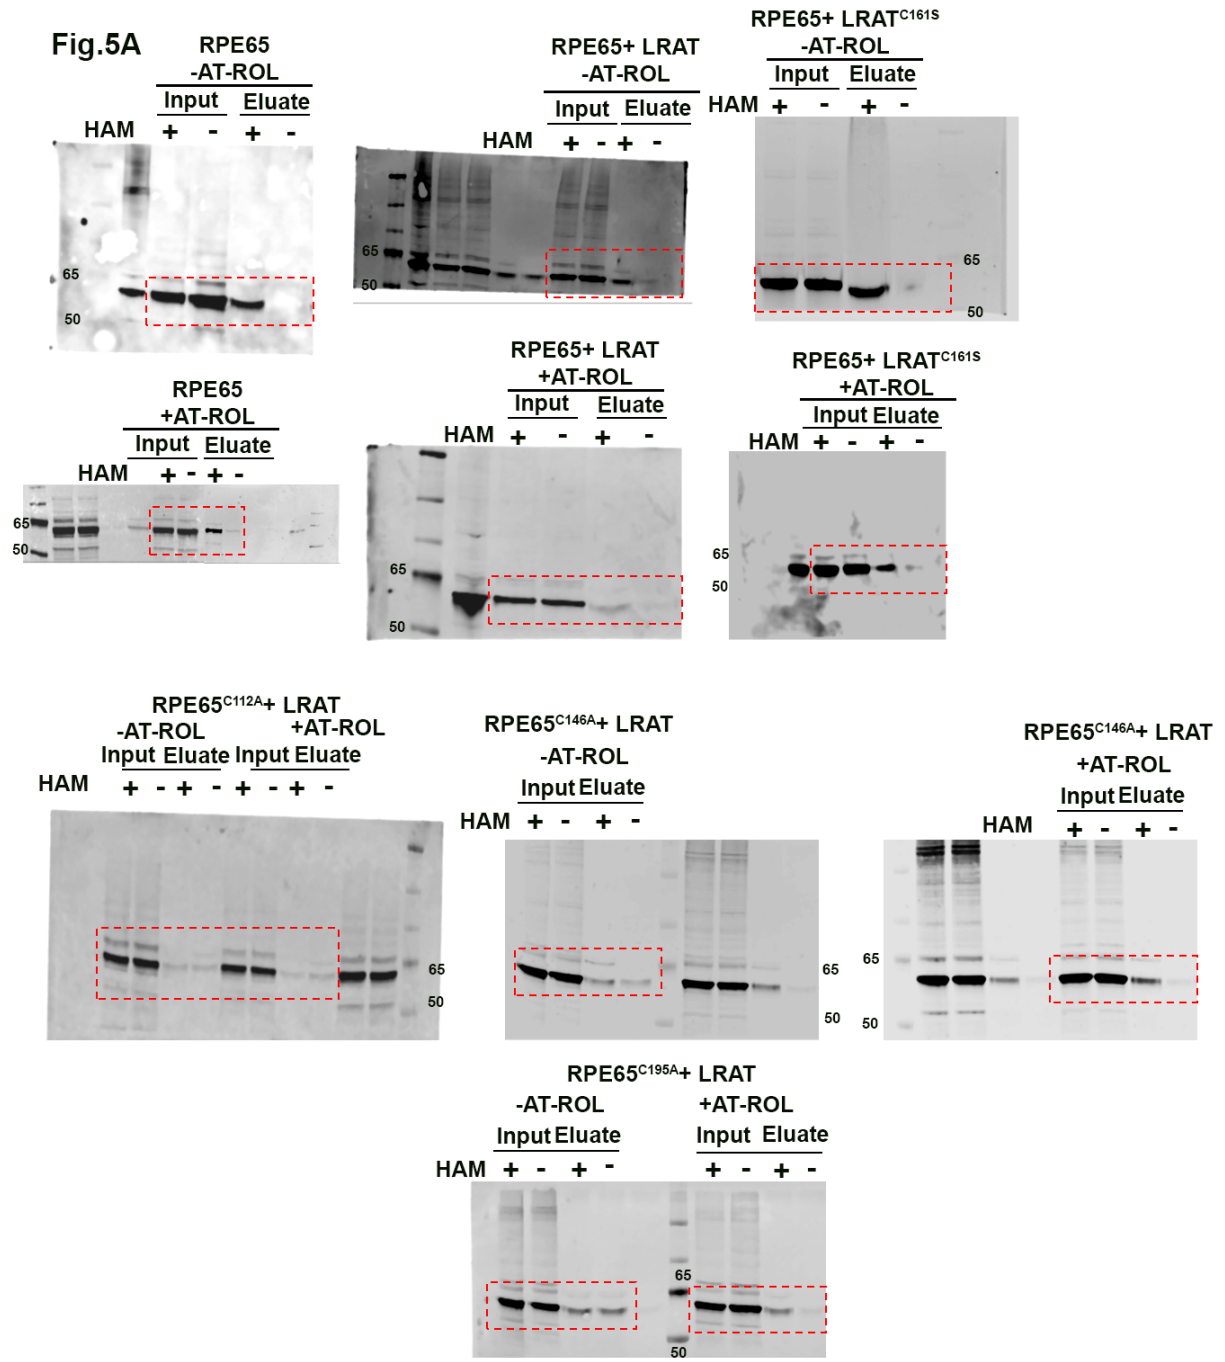 Fig.5A
RPE65
-AT-ROL
Input Eluate
HAM + - + -
65
50
RPE65+ LRAT
-AT-ROL
Input Eluate
HAM + - + -
65
50
RPE65+ LRATC161S
-AT-ROL
Input Eluate
HAM + - + -
65
50
RPE65
+AT-ROL
Input Eluate
HAM + - + -
65
50
RPE65+ LRAT
+AT-ROL
Input Eluate
HAM + - + -
65
50
RPE65+ LRATC161S
+AT-ROL
Input Eluate
HAM + - + -
65
50
RPE65C112A+ LRAT
-AT-ROL +AT-ROL
Input Eluate Input Eluate
HAM + - + - + - + -
65
50
RPE65C146A+ LRAT
-AT-ROL
Input Eluate
HAM + - + -
65
50
RPE65C146A+ LRAT
+AT-ROL
Input Eluate
HAM + - + -
65
50
RPE65C195A+ LRAT
-AT-ROL +AT-ROL
Input Eluate Input Eluate
HAM + - + - + - + -
65
50